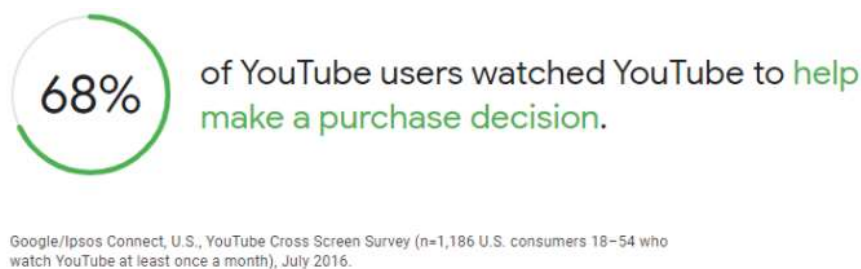 68%
of YouTube users watched YouTube to help
make a purchase decision.
Google/Ipsos Connect, U.S., YouTube Cross Screen Survey (n=1,186 U.S. consumers 18–54 who
watch YouTube at least once a month), July 2016.